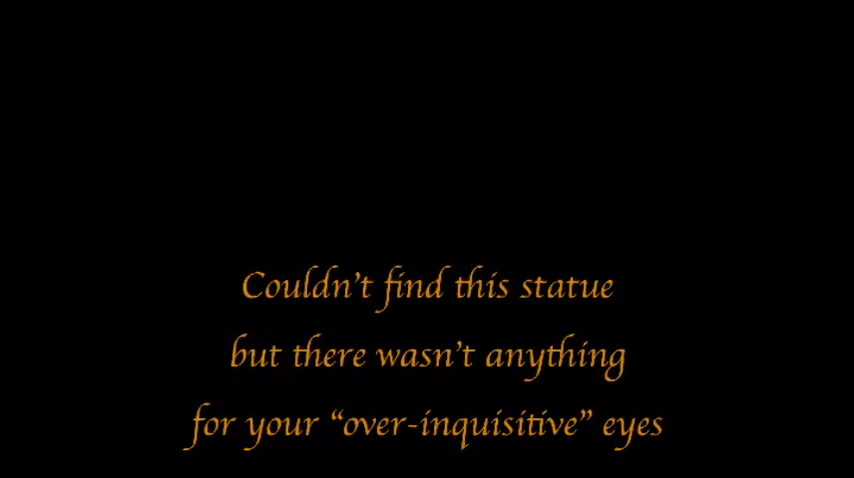 Couldn't find this statue
but there wasn't anything
for your “over-inquisitive” eyes